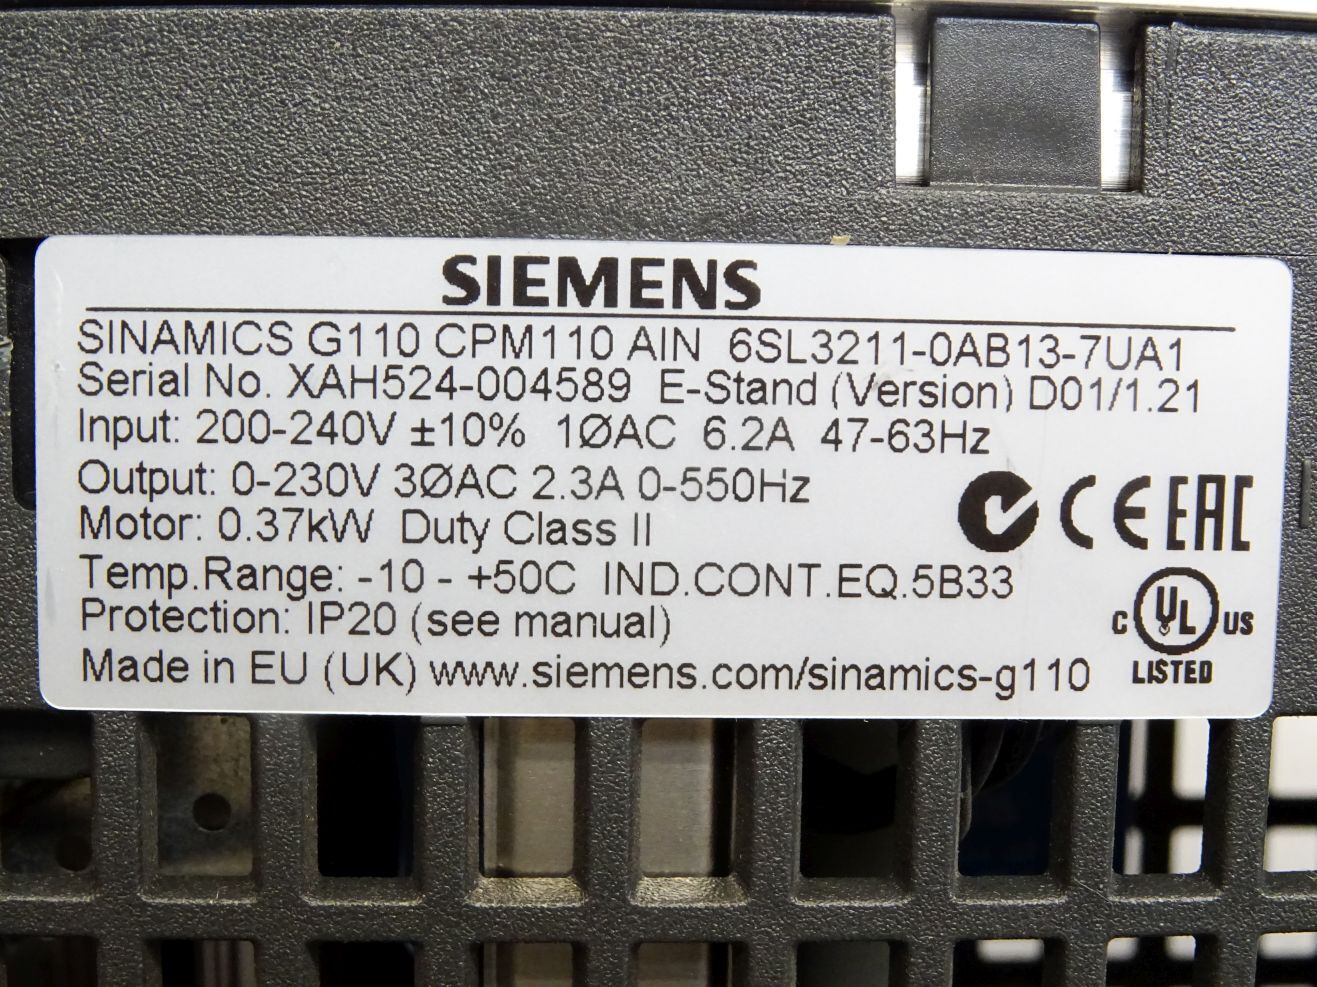 SIEMENS
SINAMICS G110 CPM110 AIN 6SL3211-0AB13-7UA1
Serial No. XAH524-004589 E-Stand (Version) D01/1.21
Input: 200-240V ±10% 1ØAC 6.2A 47-63Hz
Output: 0-230V 3ØAC 2.3A 0-550Hz
Motor: 0.37kW Duty Class II
CE EAC
Temp.Range: -10 - +50C IND.CONT.EQ.5B33
Protection: IP20 (see manual)
C UL US
LISTED
Made in EU (UK) www.siemens.com/sinamics-g110